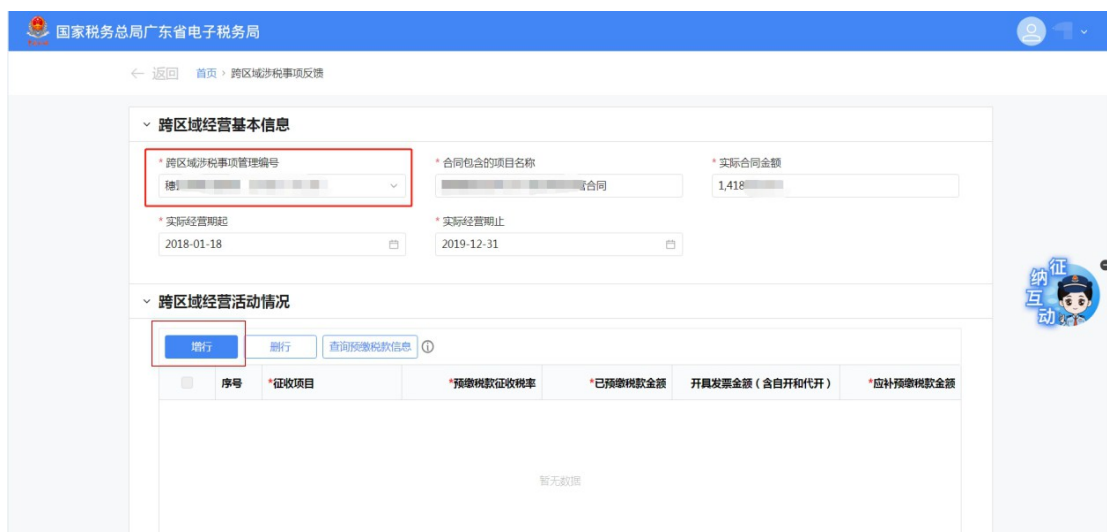 国家税务总局广东省电子税务局
← 返回 首页 › 跨区域涉税事项反馈
跨区域经营基本信息
* 跨区域涉税事项管理编号 * 合同包含的项目名称 * 实际合同金额
穗 合同 1,418
* 实际经营期起 * 实际经营期止
2018-01-18 2019-12-31
征纳互动
跨区域经营活动情况
增行 删行 查询预缴税款信息
序号 *征收项目 *预缴税款征收税率 *已预缴税款金额 开具发票金额(含自开和代开) *应补预缴税款金额
暂无数据